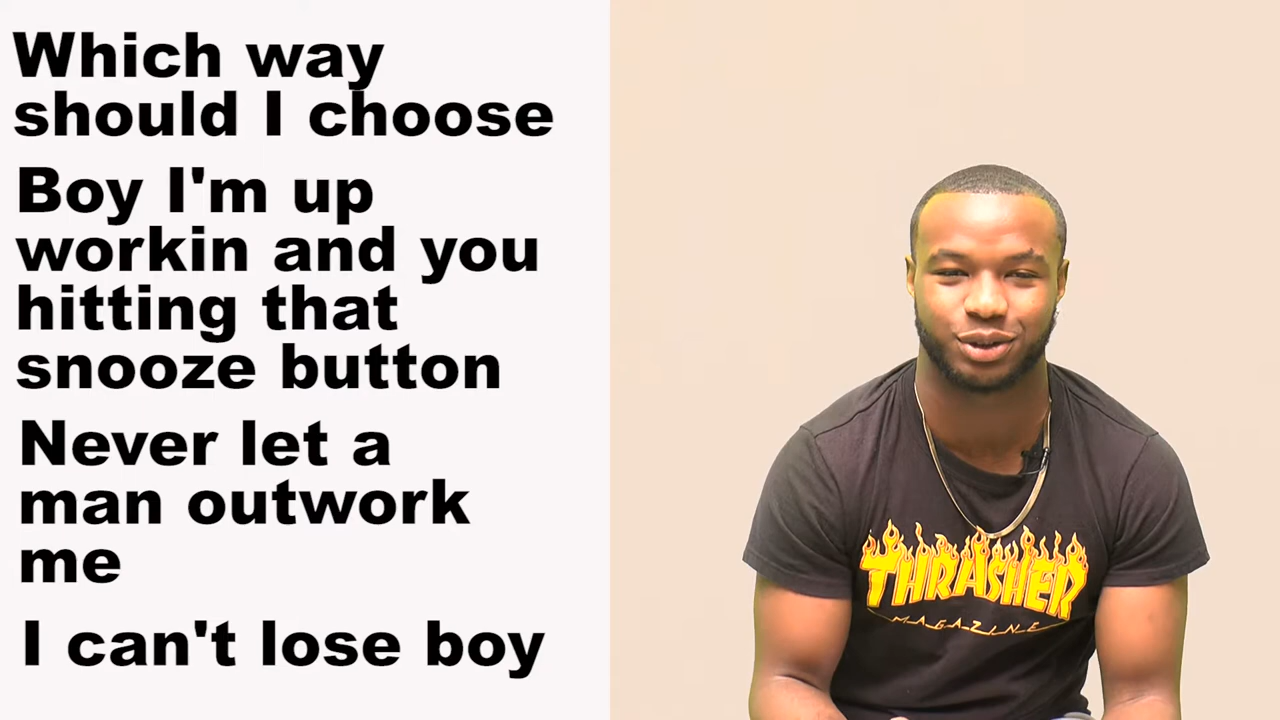 Which way
should I choose
Boy I'm up
workin and you
hitting that
snooze button
Never let a
man outwork
me
I can't lose boy
THRASHER
MAGAZINE